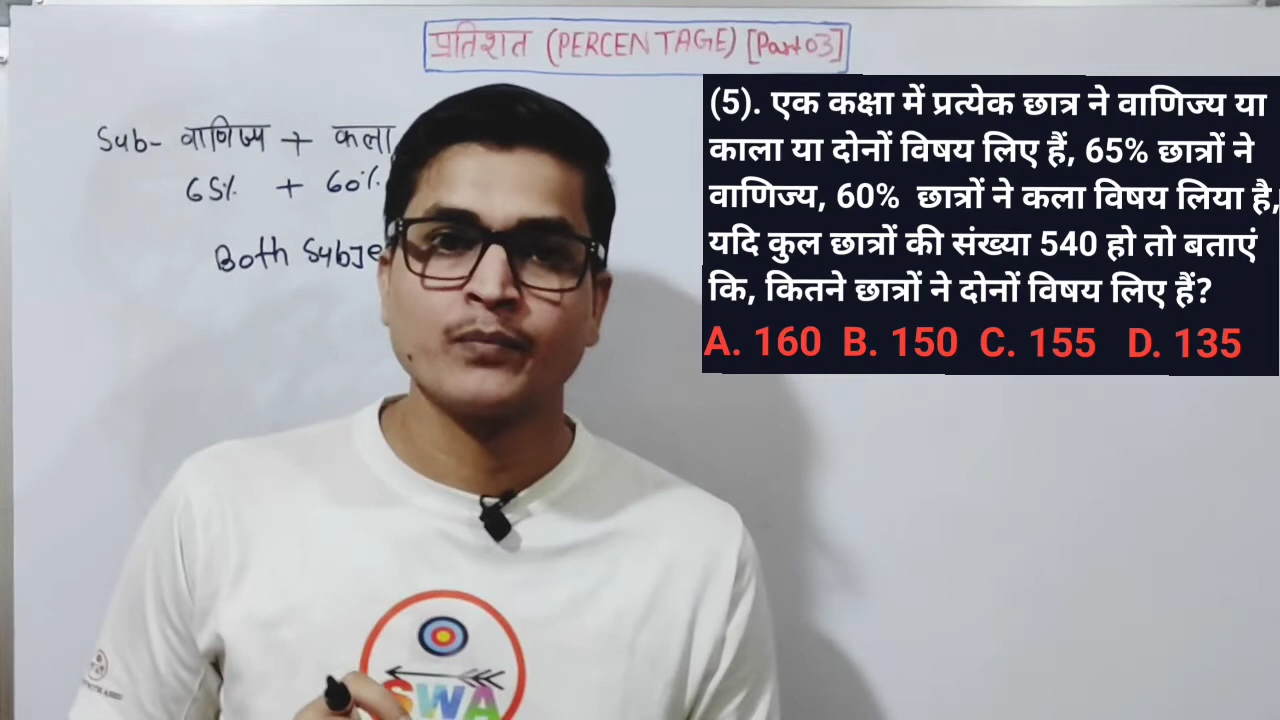 प्रतिशत (PERCENTAGE) [Part 03]
Sub- वाणिज्य + कला
65% + 60%
Both Subje
(5). एक कक्षा में प्रत्येक छात्र ने वाणिज्य या
काला या दोनों विषय लिए हैं, 65% छात्रों ने
वाणिज्य, 60% छात्रों ने कला विषय लिया है,
यदि कुल छात्रों की संख्या 540 हो तो बताएं
कि, कितने छात्रों ने दोनों विषय लिए हैं?
A. 160 B. 150 C. 155 D. 135
SWA